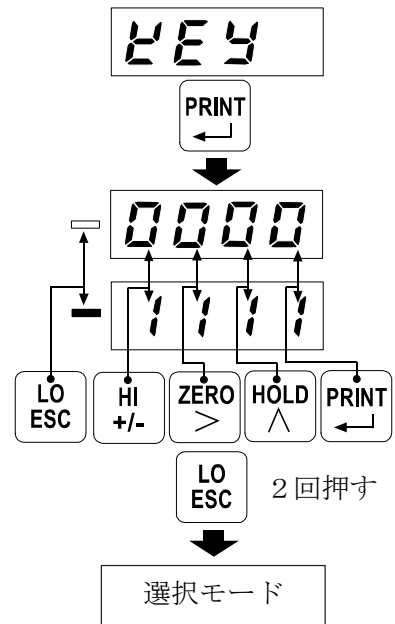 KEY
PRINT
0000
1111
LO ESC
HI +/-
ZERO >
HOLD ∧
PRINT
LO ESC
2回押す
選択モード